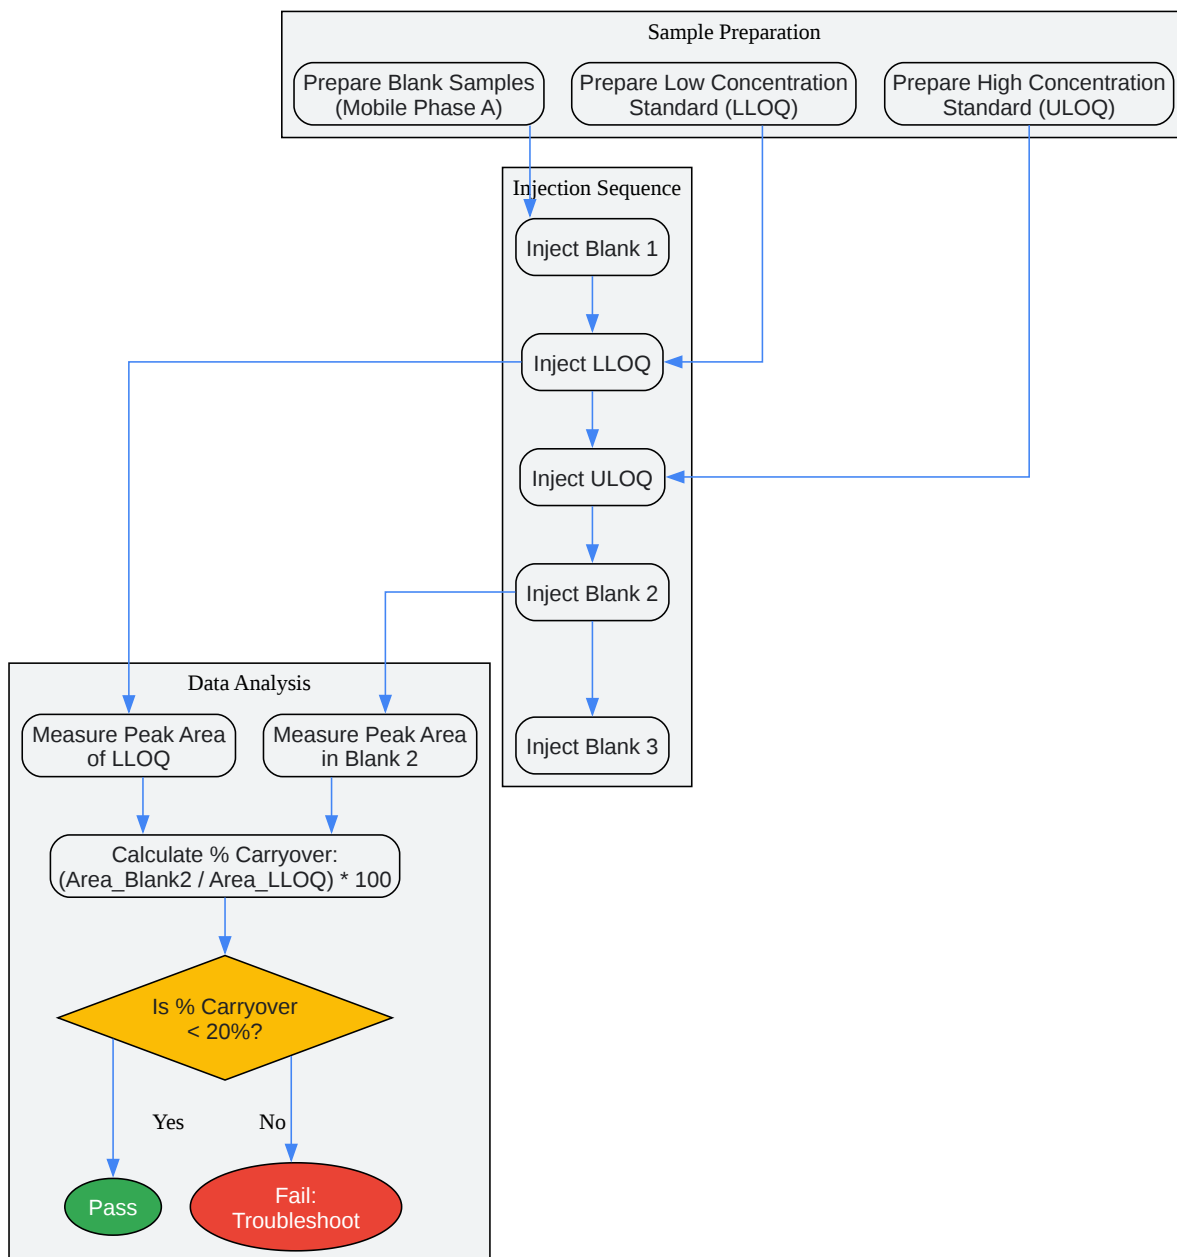 Sample Preparation
Prepare Blank Samples
(Mobile Phase A)
Prepare Low Concentration
Standard (LLOQ)
Prepare High Concentration
Standard (ULOQ)
Injection Sequence
Inject Blank 1
Inject LLOQ
Inject ULOQ
Inject Blank 2
Inject Blank 3
Data Analysis
Measure Peak Area
of LLOQ
Measure Peak Area
in Blank 2
Calculate % Carryover:
(Area_Blank2 / Area_LLOQ) * 100
Is % Carryover
< 20%?
Yes
No
Pass
Fail:
Troubleshoot